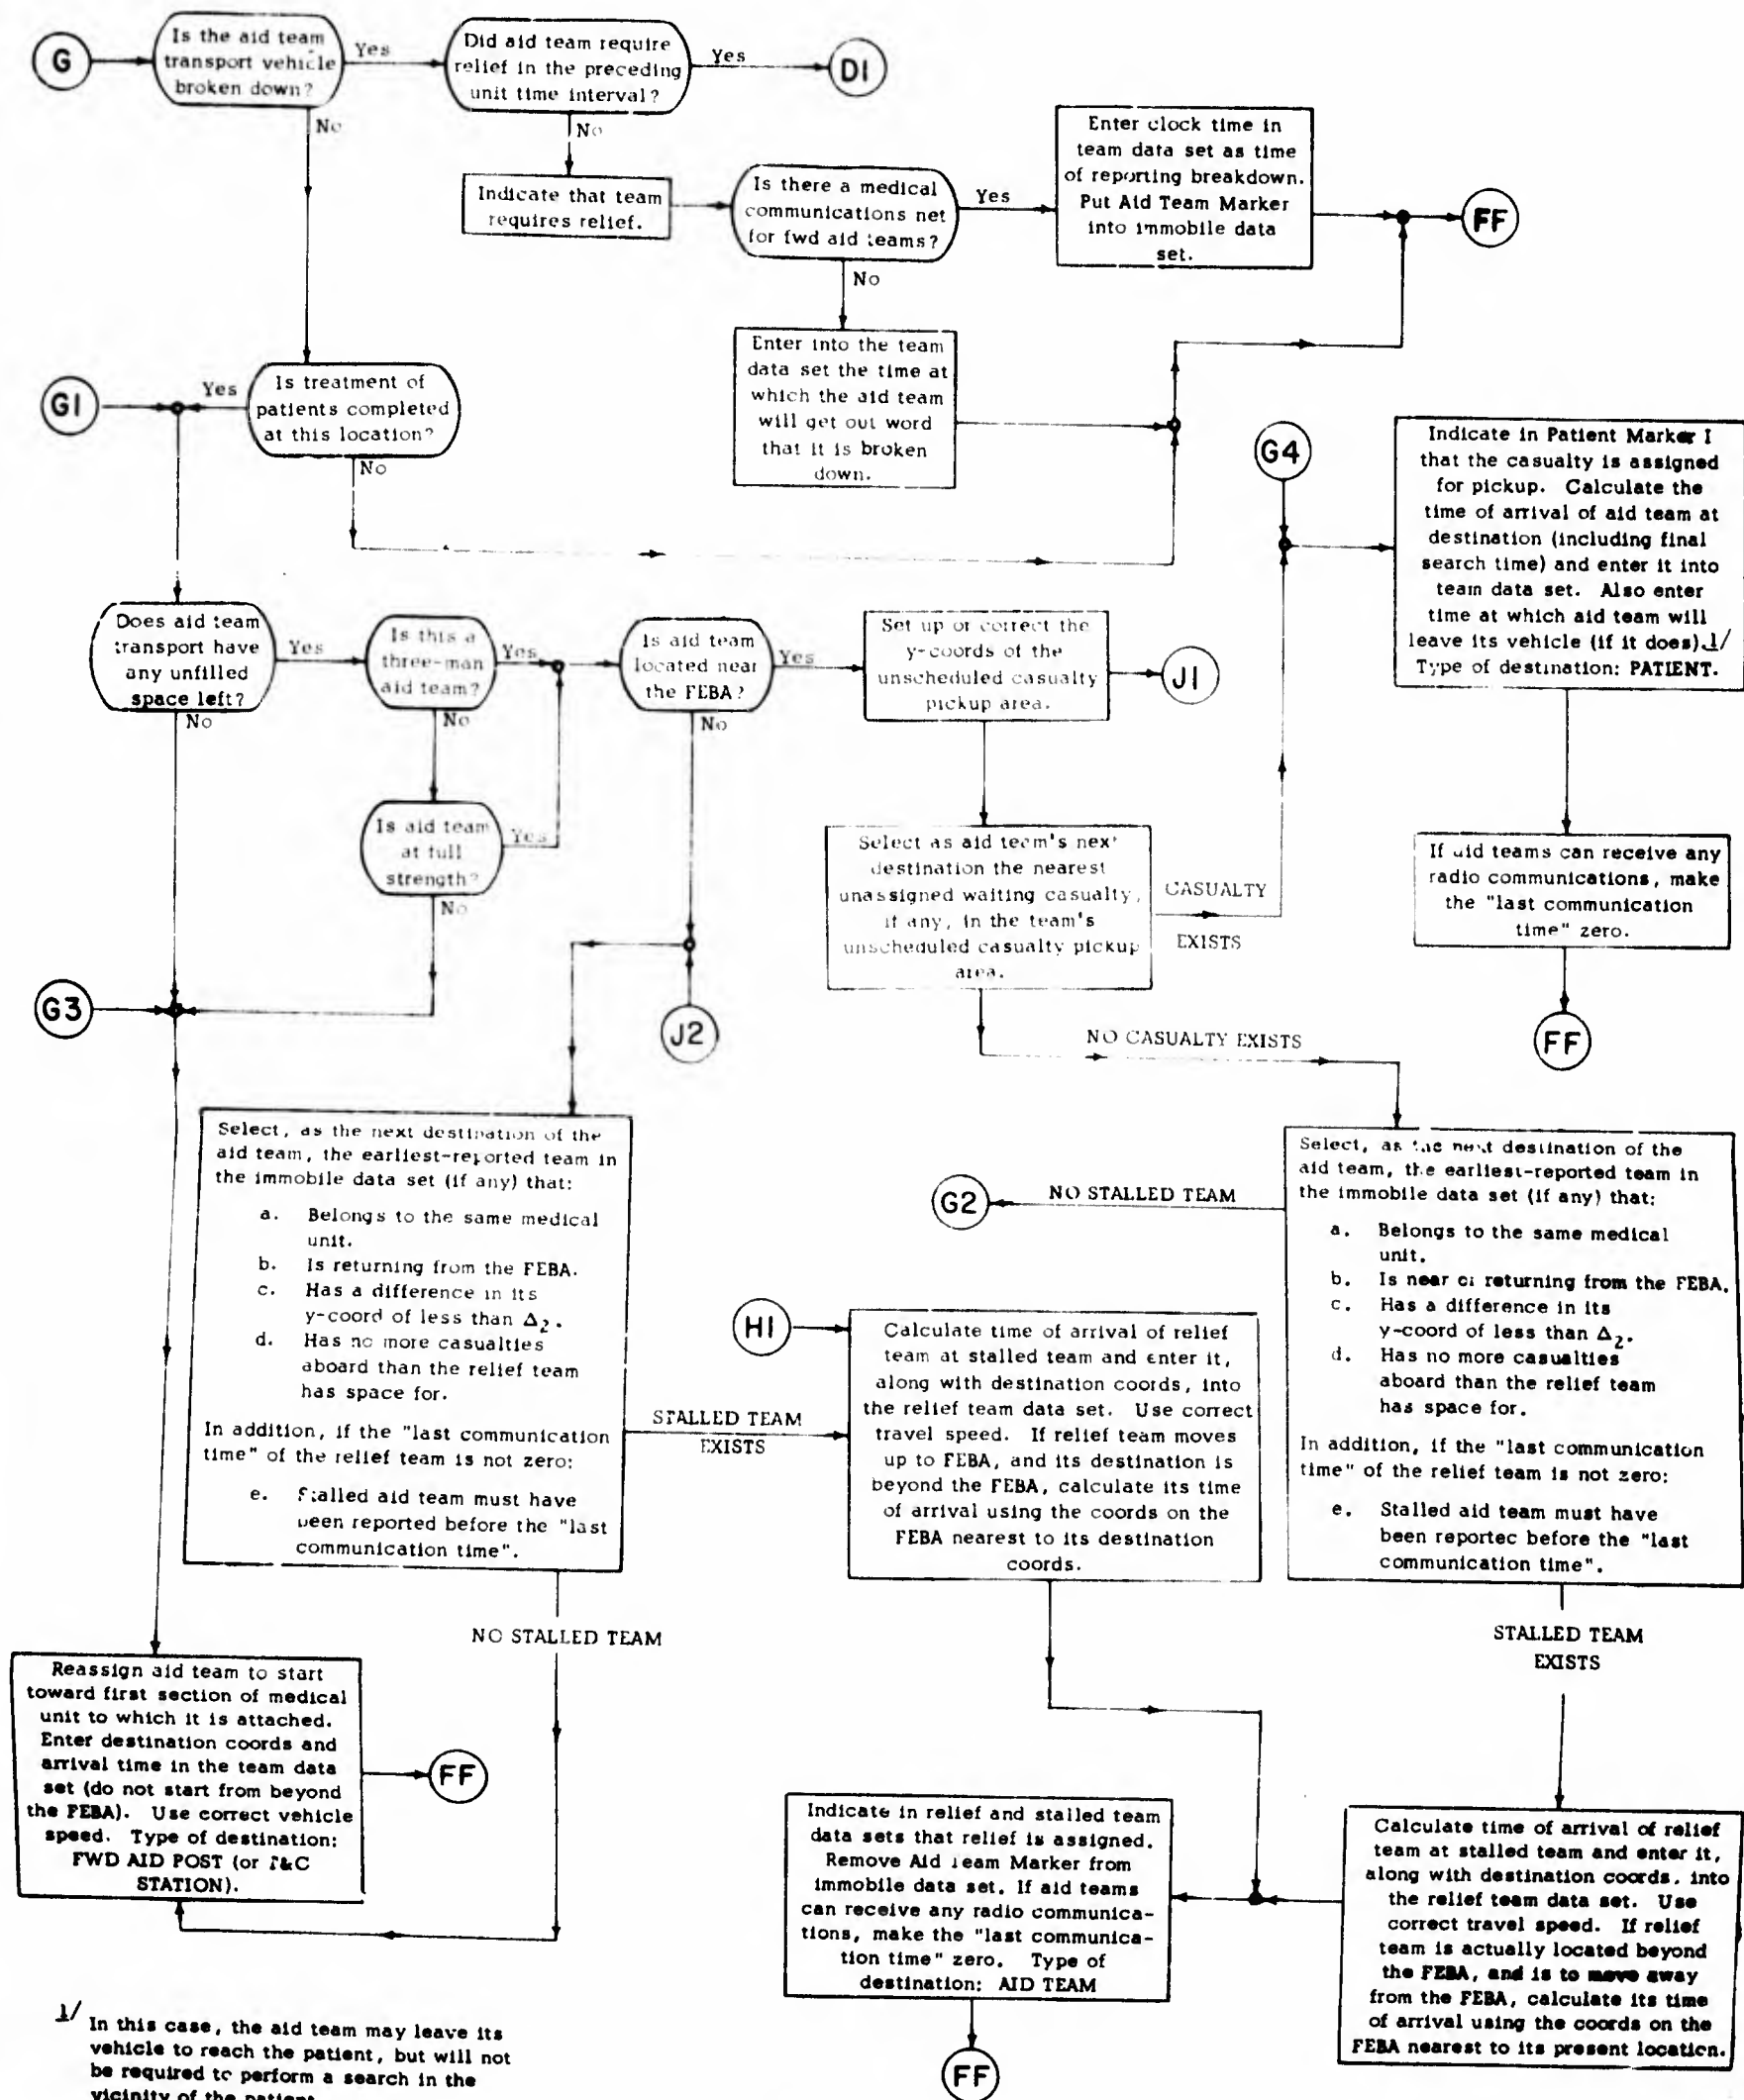 G
Is the aid team
transport vehicle
broken down?
Yes
No
Did aid team require
relief in the preceding
unit time interval?
Yes
D1
No
Indicate that team
requires relief.
Is there a medical
communications net
for fwd aid teams?
Yes
No
Enter clock time in
team data set as time
of reporting breakdown.
Put Aid Team Marker
into immobile data
set.
FF
Enter into the team
data set the time at
which the aid team
will get out word
that it is broken
down.
G1
Yes
Is treatment of
patients completed
at this location?
No
G4
Indicate in Patient Marker I
that the casualty is assigned
for pickup. Calculate the
time of arrival of aid team at
destination (including final
search time) and enter it into
team data set. Also enter
time at which aid team will
leave its vehicle (if it does).1/
Type of destination: PATIENT.
Does aid team
transport have
any unfilled
space left?
Yes
No
Is this a
three-man
aid team?
Yes
No
Is aid team
located near
the FEBA?
Yes
No
Set up or correct the
y-coords of the
unscheduled casualty
pickup area.
J1
Is aid team
at full
strength?
Yes
No
Select as aid team's next
destination the nearest
unassigned waiting casualty,
if any, in the team's
unscheduled casualty pickup
area.
CASUALTY
EXISTS
If aid teams can receive any
radio communications, make
the "last communication
time" zero.
FF
G3
J2
NO CASUALTY EXISTS
Select, as the next destination of the
aid team, the earliest-reported team in
the immobile data set (if any) that:
a. Belongs to the same medical
unit.
b. Is returning from the FEBA.
c. Has a difference in its
y-coord of less than Δ2.
d. Has no more casualties
aboard than the relief team
has space for.
In addition, if the "last communication
time" of the relief team is not zero:
e. Stalled aid team must have
been reported before the "last
communication time".
STALLED TEAM
EXISTS
NO STALLED TEAM
G2
NO STALLED TEAM
Select, as the next destination of the
aid team, the earliest-reported team in
the immobile data set (if any) that:
a. Belongs to the same medical
unit.
b. Is near or returning from the FEBA.
c. Has a difference in its
y-coord of less than Δ2.
d. Has no more casualties
aboard than the relief team
has space for.
In addition, if the "last communication
time" of the relief team is not zero:
e. Stalled aid team must have
been reported before the "last
communication time".
STALLED TEAM
EXISTS
H1
Calculate time of arrival of relief
team at stalled team and enter it,
along with destination coords, into
the relief team data set. Use correct
travel speed. If relief team moves
up to FEBA, and its destination is
beyond the FEBA, calculate its time
of arrival using the coords on the
FEBA nearest to its destination
coords.
Reassign aid team to start
toward first section of medical
unit to which it is attached.
Enter destination coords and
arrival time in the team data
set (do not start from beyond
the FEBA). Use correct vehicle
speed. Type of destination:
FWD AID POST (or T&C
STATION).
FF
Indicate in relief and stalled team
data sets that relief is assigned.
Remove Aid Team Marker from
immobile data set. If aid teams
can receive any radio communica-
tions, make the "last communica-
tion time" zero. Type of
destination: AID TEAM
FF
Calculate time of arrival of relief
team at stalled team and enter it,
along with destination coords, into
the relief team data set. Use
correct travel speed. If relief
team is actually located beyond
the FEBA, and is to move away
from the FEBA, calculate its time
of arrival using the coords on the
FEBA nearest to its present location.
1/ In this case, the aid team may leave its
vehicle to reach the patient, but will not
be required to perform a search in the
vicinity of the patient